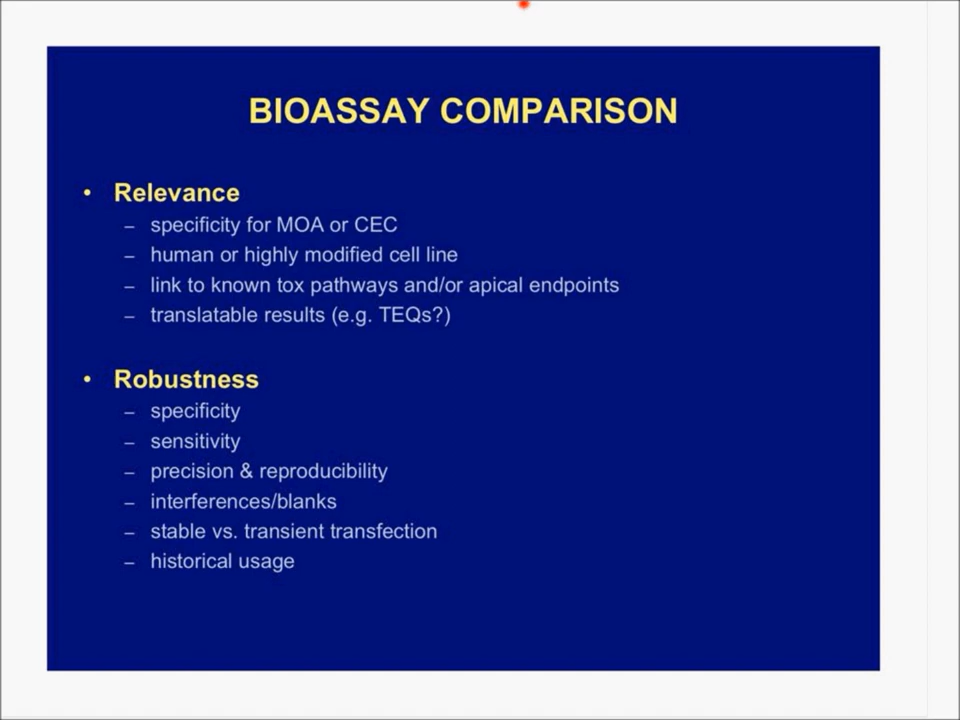 BIOASSAY COMPARISON
• Relevance
– specificity for MOA or CEC
– human or highly modified cell line
– link to known tox pathways and/or apical endpoints
– translatable results (e.g. TEQs?)
• Robustness
– specificity
– sensitivity
– precision & reproducibility
– interferences/blanks
– stable vs. transient transfection
– historical usage